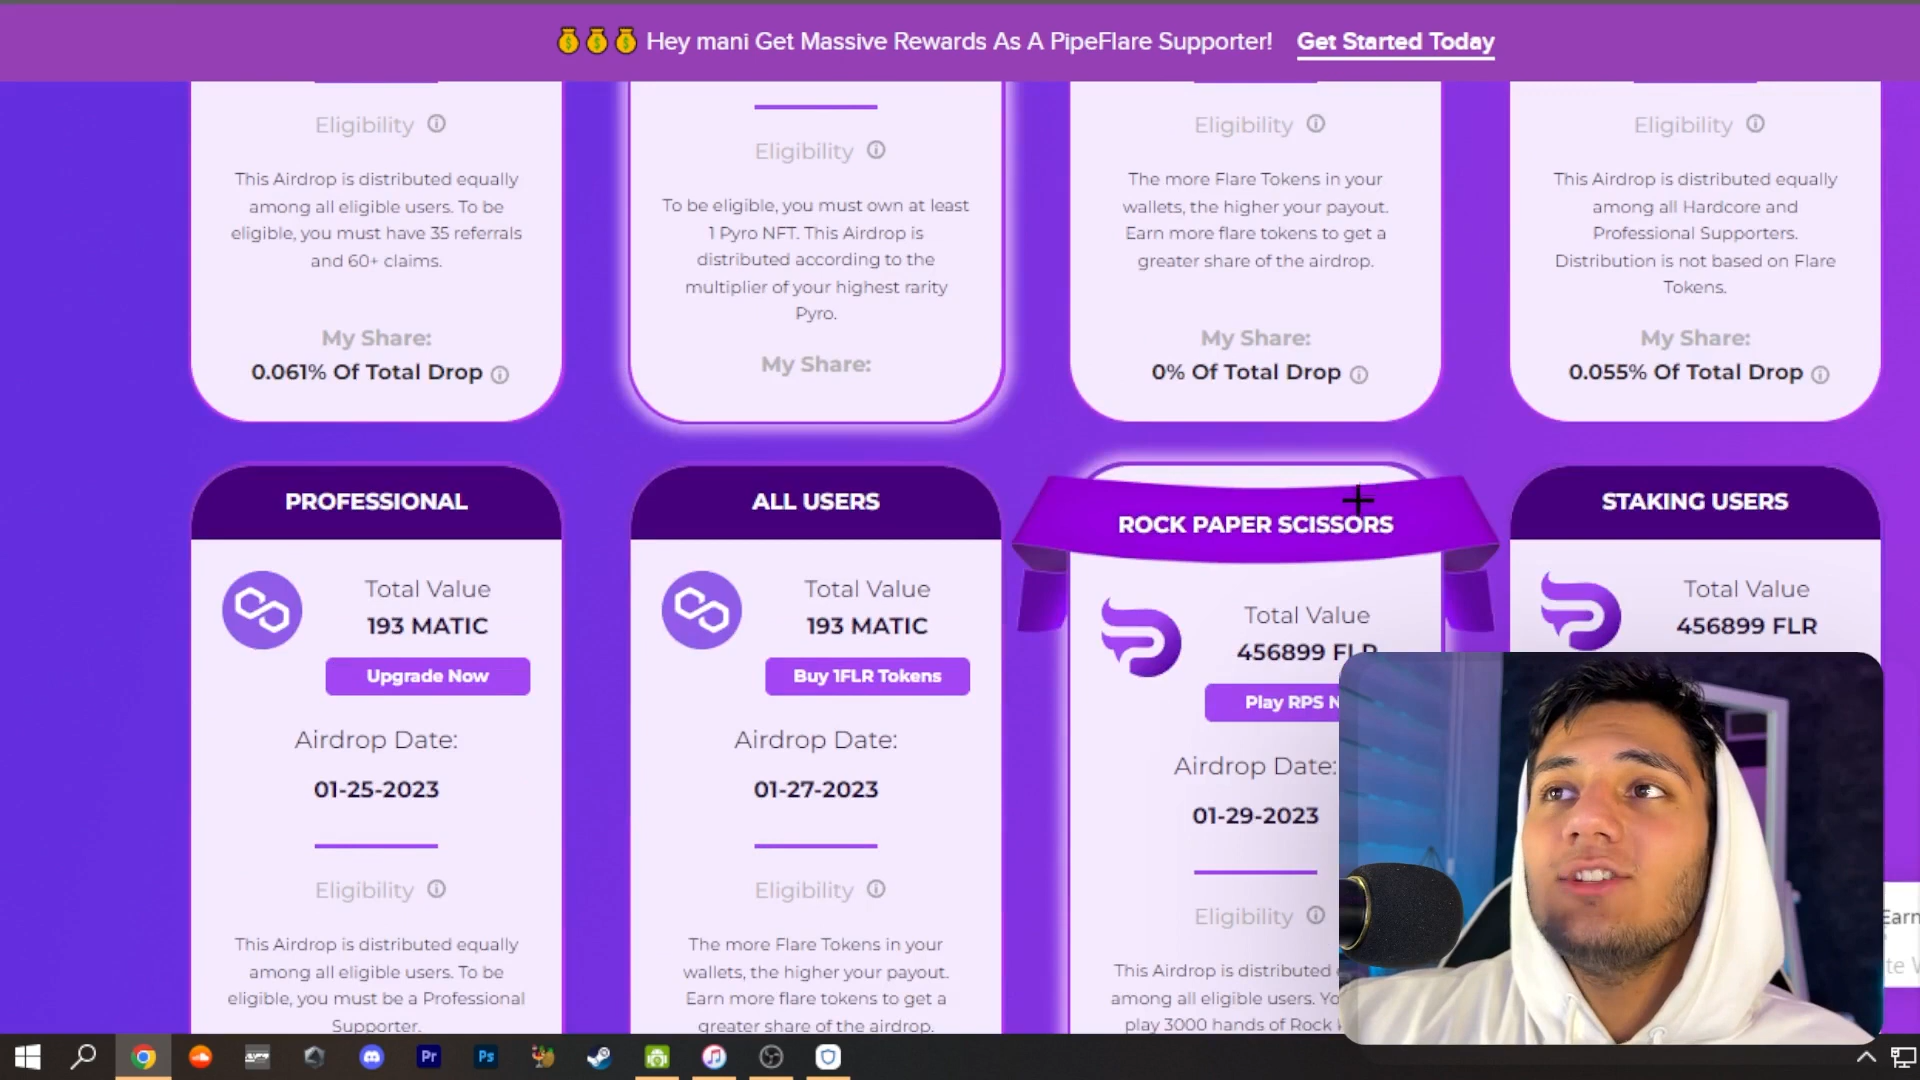 Hey mani Get Massive Rewards As A PipeFlare Supporter! Get Started Today
Eligibility
This Airdrop is distributed equally
among all eligible users. To be
eligible, you must have 35 referrals
and 60+ claims.
My Share:
0.061% Of Total Drop
Eligibility
To be eligible, you must own at least
1 Pyro NFT. This Airdrop is
distributed according to the
multiplier of your highest rarity
Pyro.
My Share:
Eligibility
The more Flare Tokens in your
wallets, the higher your payout.
Earn more flare tokens to get a
greater share of the airdrop.
My Share:
0% Of Total Drop
Eligibility
This Airdrop is distributed equally
among all Hardcore and
Professional Supporters.
Distribution is not based on Flare
Tokens.
My Share:
0.055% Of Total Drop
PROFESSIONAL
Total Value
193 MATIC
Upgrade Now
Airdrop Date:
01-25-2023
Eligibility
This Airdrop is distributed equally
among all eligible users. To be
eligible, you must be a Professional
Supporter.
ALL USERS
Total Value
193 MATIC
Buy 1FLR Tokens
Airdrop Date:
01-27-2023
Eligibility
The more Flare Tokens in your
wallets, the higher your payout.
Earn more flare tokens to get a
greater share of the airdrop.
ROCK PAPER SCISSORS
Total Value
456899 FLR
Play RPS N
Airdrop Date:
01-29-2023
Eligibility
This Airdrop is distributed
among all eligible users. Yo
play 3000 hands of Rock
STAKING USERS
Total Value
456899 FLR
Earn
te
Pr
Ps